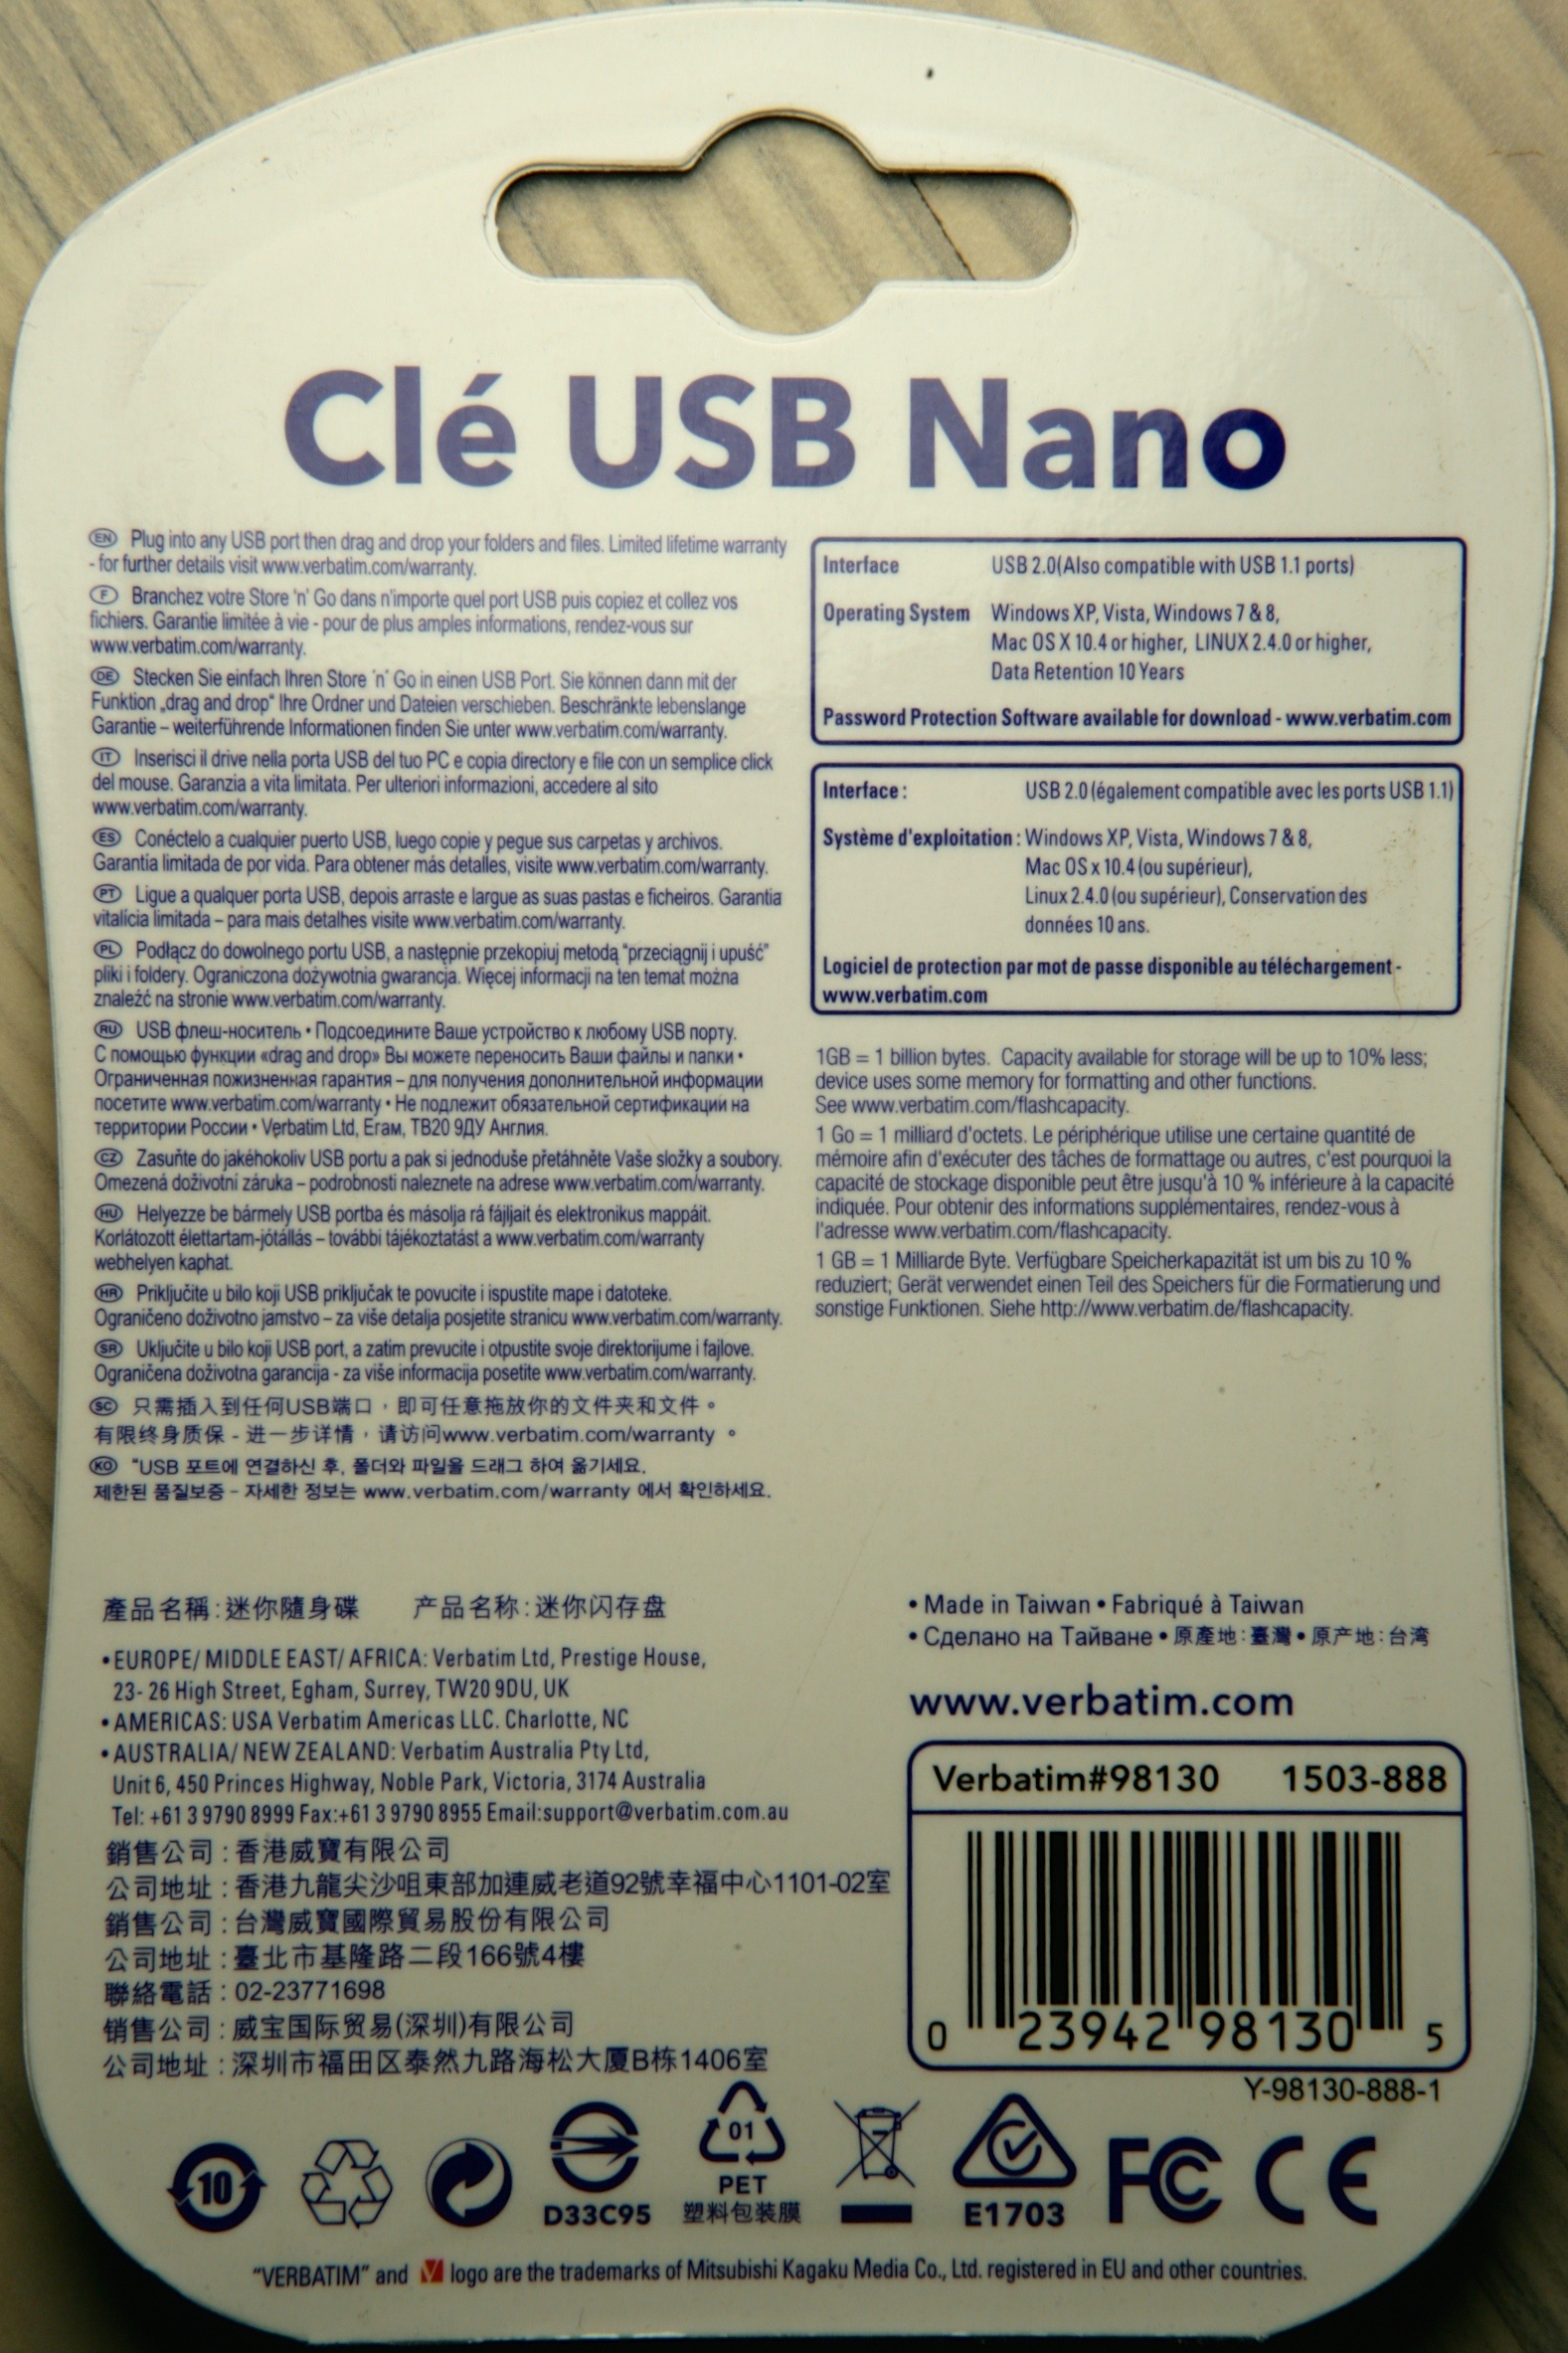 Clé USB Nano
EN Plug into any USB port then drag and drop your folders and files. Limited lifetime warranty
- for further details visit www.verbatim.com/warranty.
F Branchez votre Store 'n' Go dans n'importe quel port USB puis copiez et collez vos
fichiers. Garantie limitée à vie - pour de plus amples informations, rendez-vous sur
www.verbatim.com/warranty.
DE Stecken Sie einfach Ihren Store 'n' Go in einen USB Port. Sie können dann mit der
Funktion „drag and drop“ Ihre Ordner und Dateien verschieben. Beschränkte lebenslange
Garantie – weiterführende Informationen finden Sie unter www.verbatim.com/warranty.
IT Inserisci il drive nella porta USB del tuo PC e copia directory e file con un semplice click
del mouse. Garanzia a vita limitata. Per ulteriori informazioni, accedere al sito
www.verbatim.com/warranty.
ES Conéctelo a cualquier puerto USB, luego copie y pegue sus carpetas y archivos.
Garantia limitada de por vida. Para obtener más detalles, visite www.verbatim.com/warranty.
PT Ligue a qualquer porta USB, depois arraste e largue as suas pastas e ficheiros. Garantia
vitalícia limitada – para mais detalhes visite www.verbatim.com/warranty.
PL Podłącz do dowolnego portu USB, a następnie przekopiuj metodą “przeciągnij i upuść”
pliki i foldery. Ograniczona dożywotnia gwarancja. Więcej informacji na ten temat można
znaleźć na stronie www.verbatim.com/warranty.
RU USB флеш-носитель • Подсоедините Ваше устройство к любому USB порту.
С помощью функции «drag and drop» Вы можете переносить Ваши файлы и папки •
Ограниченная пожизненная гарантия – для получения дополнительной информации
посетите www.verbatim.com/warranty • Не подлежит обязательной сертификации на
территории России • Verbatim Ltd, Егам, ТВ20 9ДУ Англия.
CZ Zasuňte do jakéhokoliv USB portu a pak si jednoduše přetáhněte Vaše složky a soubory.
Omezená doživotní záruka – podrobnosti naleznete na adrese www.verbatim.com/warranty.
HU Helyezze be bármely USB portba és másolja rá fájljait és elektronikus mappáit.
Korlátozott élettartam-jótállás – további tájékoztatást a www.verbatim.com/warranty
webhelyen kaphat.
HR Priključite u bilo koji USB priključak te povucite i ispustite mape i datoteke.
Ograničeno doživotno jamstvo – za više detalja posjetite stranicu www.verbatim.com/warranty.
SR Uključite u bilo koji USB port, a zatim prevucite i otpustite svoje direktorijume i fajlove.
Ograničena doživotna garancija - za više informacija posetite www.verbatim.com/warranty.
SC 只需插入到任何USB端口，即可任意拖放你的文件夹和文件。
有限终身质保 - 进一步详情，请访问www.verbatim.com/warranty 。
KO “USB 포트에 연결하신 후, 폴더와 파일을 드래그 하여 옮기세요.
제한된 품질보증 – 자세한 정보는 www.verbatim.com/warranty 에서 확인하세요.
Interface USB 2.0(Also compatible with USB 1.1 ports)
Operating System Windows XP, Vista, Windows 7 & 8,
Mac OS X 10.4 or higher, LINUX 2.4.0 or higher,
Data Retention 10 Years
Password Protection Software available for download - www.verbatim.com
Interface : USB 2.0 (également compatible avec les ports USB 1.1)
Système d'exploitation : Windows XP, Vista, Windows 7 & 8,
Mac OS x 10.4 (ou supérieur),
Linux 2.4.0 (ou supérieur), Conservation des
données 10 ans.
Logiciel de protection par mot de passe disponible au téléchargement -
www.verbatim.com
1GB = 1 billion bytes. Capacity available for storage will be up to 10% less;
device uses some memory for formatting and other functions.
See www.verbatim.com/flashcapacity.
1 Go = 1 milliard d'octets. Le périphérique utilise une certaine quantité de
mémoire afin d'exécuter des tâches de formattage ou autres, c'est pourquoi la
capacité de stockage disponible peut être jusqu'à 10 % inférieure à la capacité
indiquée. Pour obtenir des informations supplémentaires, rendez-vous à
l'adresse www.verbatim.com/flashcapacity.
1 GB = 1 Milliarde Byte. Verfügbare Speicherkapazität ist um bis zu 10 %
reduziert; Gerät verwendet einen Teil des Speichers für die Formatierung und
sonstige Funktionen. Siehe http://www.verbatim.de/flashcapacity.
產品名稱:迷你隨身碟 产品名称:迷你闪存盘
• EUROPE/ MIDDLE EAST/ AFRICA: Verbatim Ltd, Prestige House,
23- 26 High Street, Egham, Surrey, TW20 9DU, UK
• AMERICAS: USA Verbatim Americas LLC. Charlotte, NC
• AUSTRALIA/ NEW ZEALAND: Verbatim Australia Pty Ltd,
Unit 6, 450 Princes Highway, Noble Park, Victoria, 3174 Australia
Tel: +61 3 9790 8999 Fax:+61 3 9790 8955 Email:support@verbatim.com.au
銷售公司 : 香港威寶有限公司
公司地址 : 香港九龍尖沙咀東部加連威老道92號幸福中心1101-02室
銷售公司 : 台灣威寶國際貿易股份有限公司
公司地址 : 臺北市基隆路二段166號4樓
聯絡電話 : 02-23771698
销售公司 : 威宝国际贸易(深圳)有限公司
公司地址 : 深圳市福田区泰然九路海松大厦B栋1406室
• Made in Taiwan • Fabriqué à Taiwan
• Сделано на Тайване • 原產地:臺灣 • 原产地:台湾
www.verbatim.com
Verbatim#98130 1503-888
0 23942 98130 5
Y-98130-888-1
10
D33C95
01
PET
塑料包装膜
E1703
FC CE
“VERBATIM” and V logo are the trademarks of Mitsubishi Kagaku Media Co., Ltd. registered in EU and other countries.